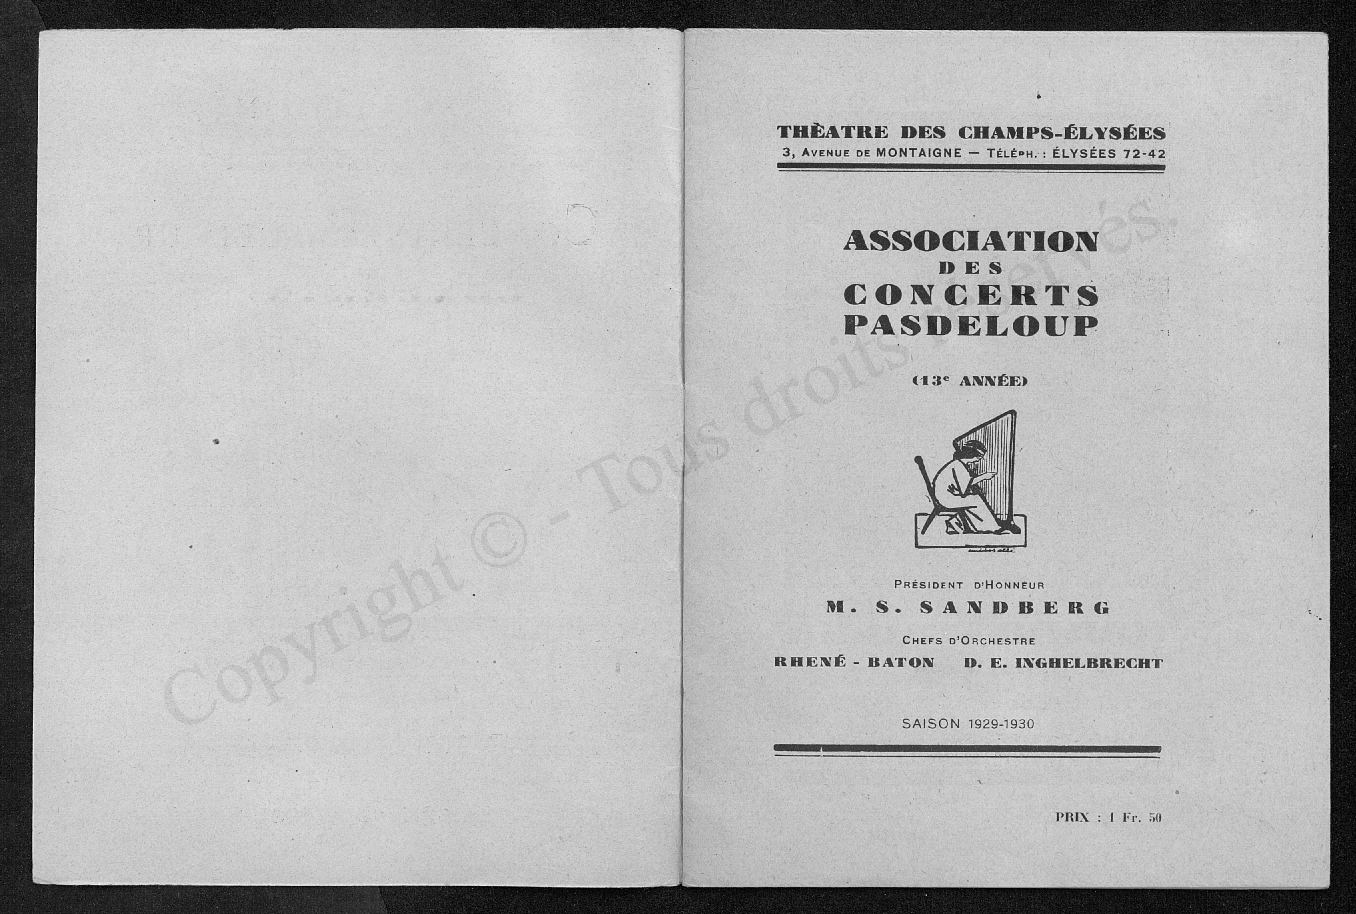 THÈATRE DES CHAMPS-ÉLYSÉES
3, AVENUE DE MONTAIGNE — TÉLÉPH. : ÉLYSÉES 72-42
ASSOCIATION
DES
CONCERTS
PASDELOUP
(13e ANNÉE)
PRÉSIDENT D'HONNEUR
M. S. SANDBERG
CHEFS D'ORCHESTRE
RHENÉ - BATON D. E. INGHELBRECHT
SAISON 1929-1930
PRIX : 1 Fr. 50
Copyright © - Tous droits réservés.